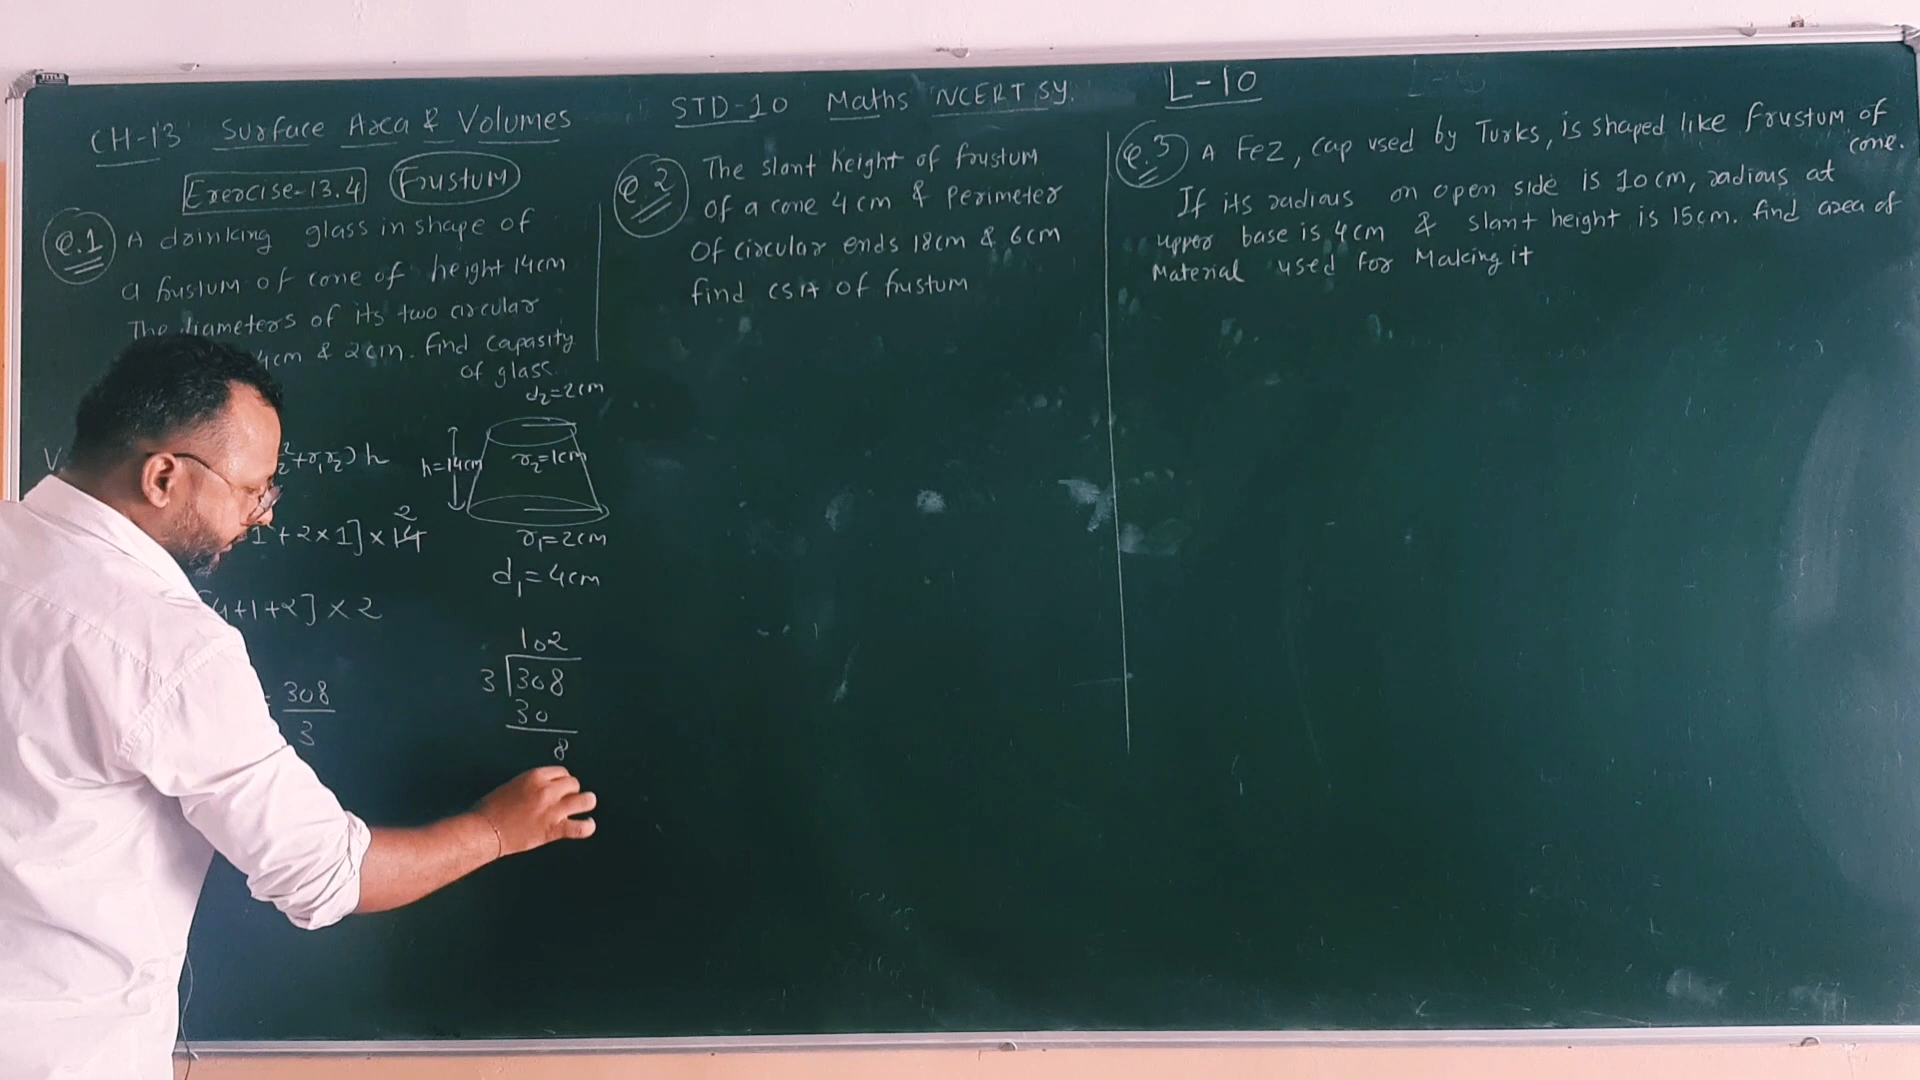 TITLE
STD-10 Maths NCERT SY. L-10
CH-13 Surface Area & Volumes
Exercise-13.4 Frustum
Q.1 A drinking glass in shape of
a frustum of cone of height 14cm
The diameters of its two circular
4cm & 2cm. Find capasity
of glass.
d₂=2cm
h=14cm
r₂=1cm
r₁=2cm
d₁=4cm
V
+r₁r₂) h
1 + 2×1] × 14
2
4+1+2] × 2
= 308
3
102
3 308
30
8
Q.2 The slant height of frustum
of a cone 4cm & Perimeter
of circular ends 18cm & 6cm
find CSA of frustum
Q.3 A Fez, cap used by Turks, is shaped like frustum of
cone.
If its radious on open side is 10cm, radious at
upper base is 4cm & slant height is 15cm. find area of
Material used for Making it